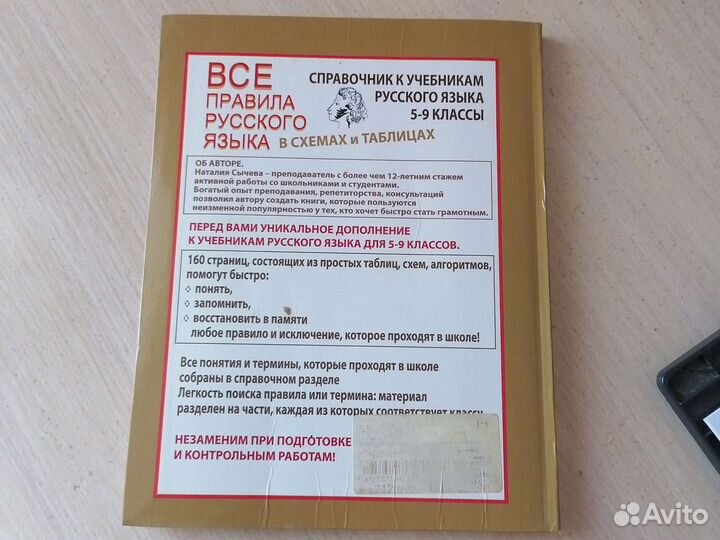 ВСЕ
ПРАВИЛА
РУССКОГО
ЯЗЫКА
СПРАВОЧНИК К УЧЕБНИКАМ
РУССКОГО ЯЗЫКА
5-9 КЛАССЫ
В СХЕМАХ и ТАБЛИЦАХ
ОБ АВТОРЕ.
Наталия Сычева – преподаватель с более чем 12-летним стажем
активной работы со школьниками и студентами.
Богатый опыт преподавания, репетиторства, консультаций
позволил автору создать книги, которые пользуются
неизменной популярностью у тех, кто хочет быстро стать грамотным.
ПЕРЕД ВАМИ УНИКАЛЬНОЕ ДОПОЛНЕНИЕ
К УЧЕБНИКАМ РУССКОГО ЯЗЫКА ДЛЯ 5-9 КЛАССОВ.
160 страниц, состоящих из простых таблиц, схем, алгоритмов,
помогут быстро:
◊ понять,
◊ запомнить,
◊ восстановить в памяти
любое правило и исключение, которое проходят в школе!
Все понятия и термины, которые проходят в школе
собраны в справочном разделе
Легкость поиска правила или термина: материал
разделен на части, каждая из которых соответствует классу
НЕЗАМЕНИМ ПРИ ПОДГОТОВКЕ
И КОНТРОЛЬНЫМ РАБОТАМ!
Avito